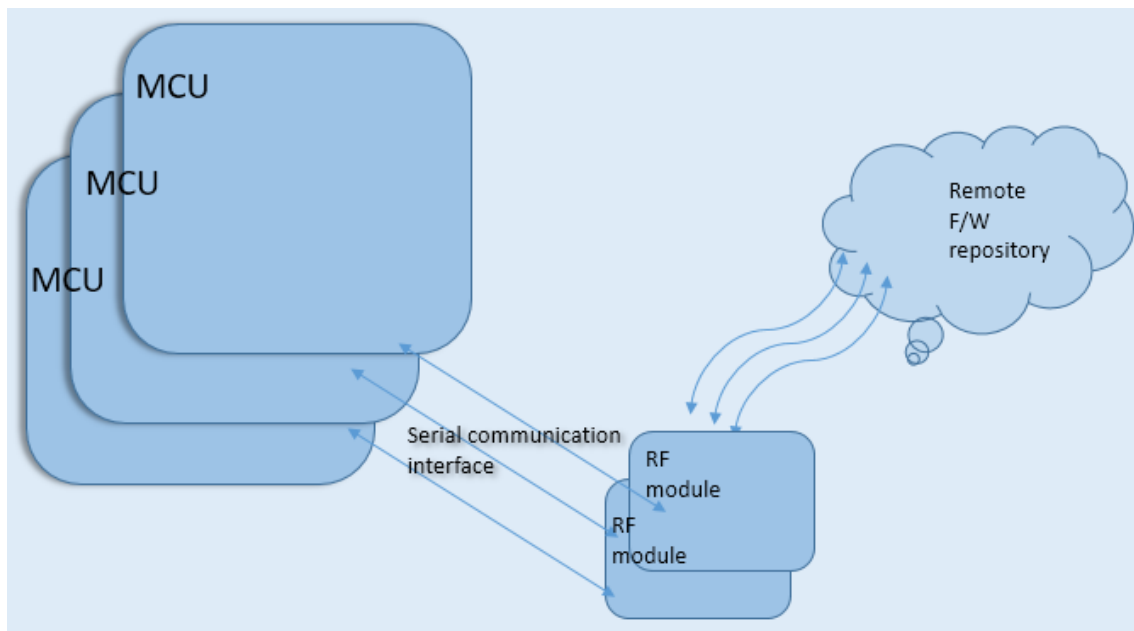 MCU
MCU
MCU
Remote
F/W
repository
Serial communication
interface
RF
module
RF
module